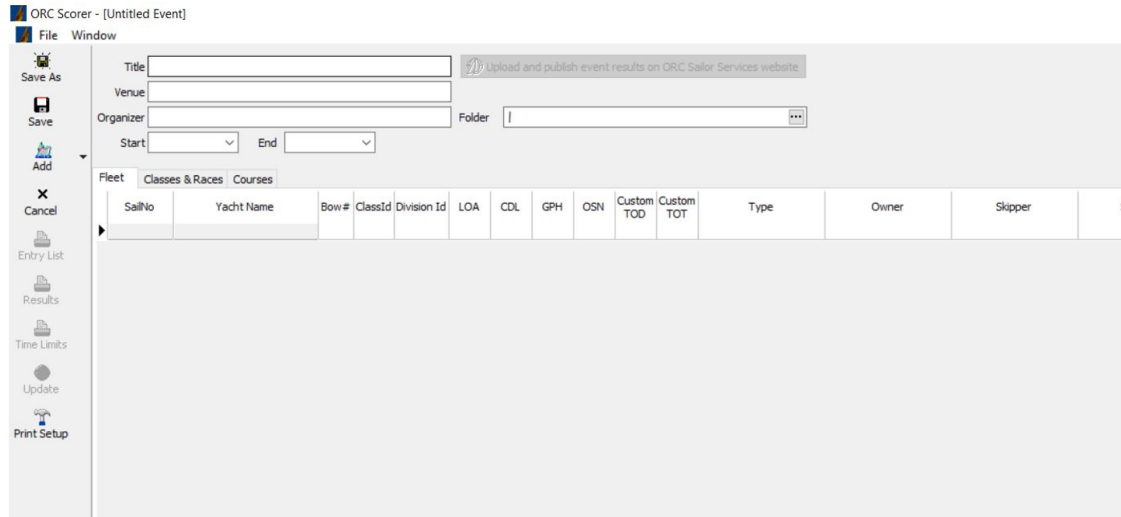 ORC Scorer - [Untitled Event]
File Window
Save As
Save
Add
Cancel
Entry List
Results
Time Limits
Update
Print Setup
Title
Upload and publish event results on ORC Sailor Services website
Venue
Organizer
Folder
Start End
Fleet Classes & Races Courses
SailNo Yacht Name Bow# ClassId Division Id LOA CDL GPH OSN Custom TOD Custom TOT Type Owner Skipper